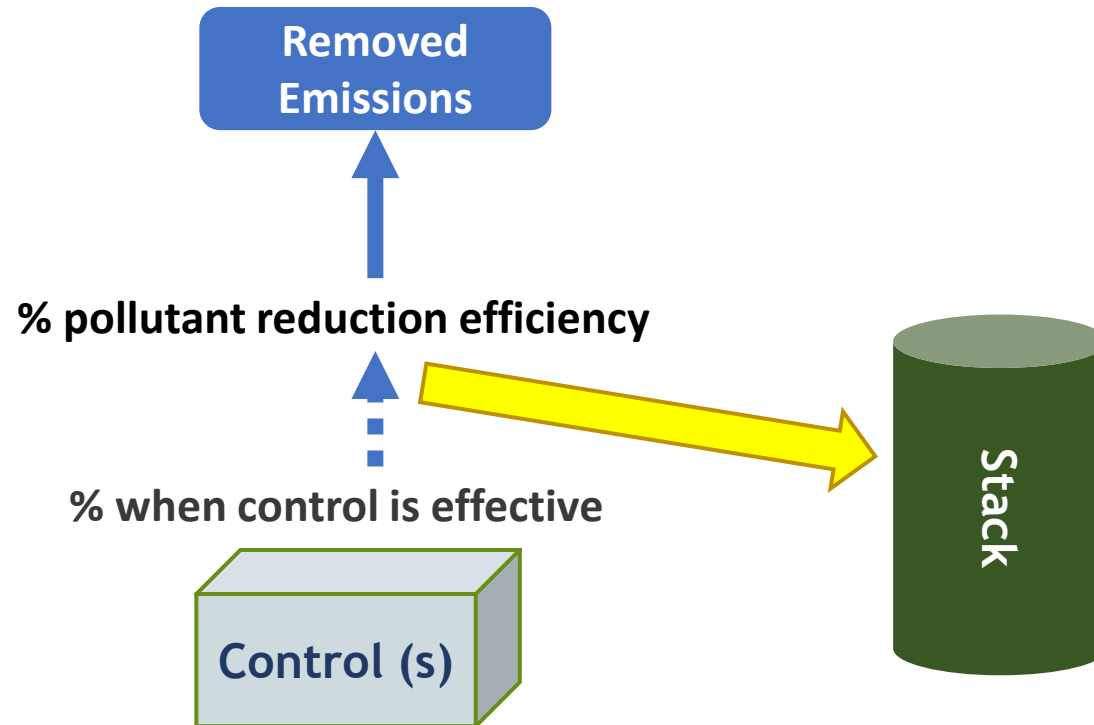 Removed
Emissions
% pollutant reduction efficiency
% when control is effective
Control (s)
Stack